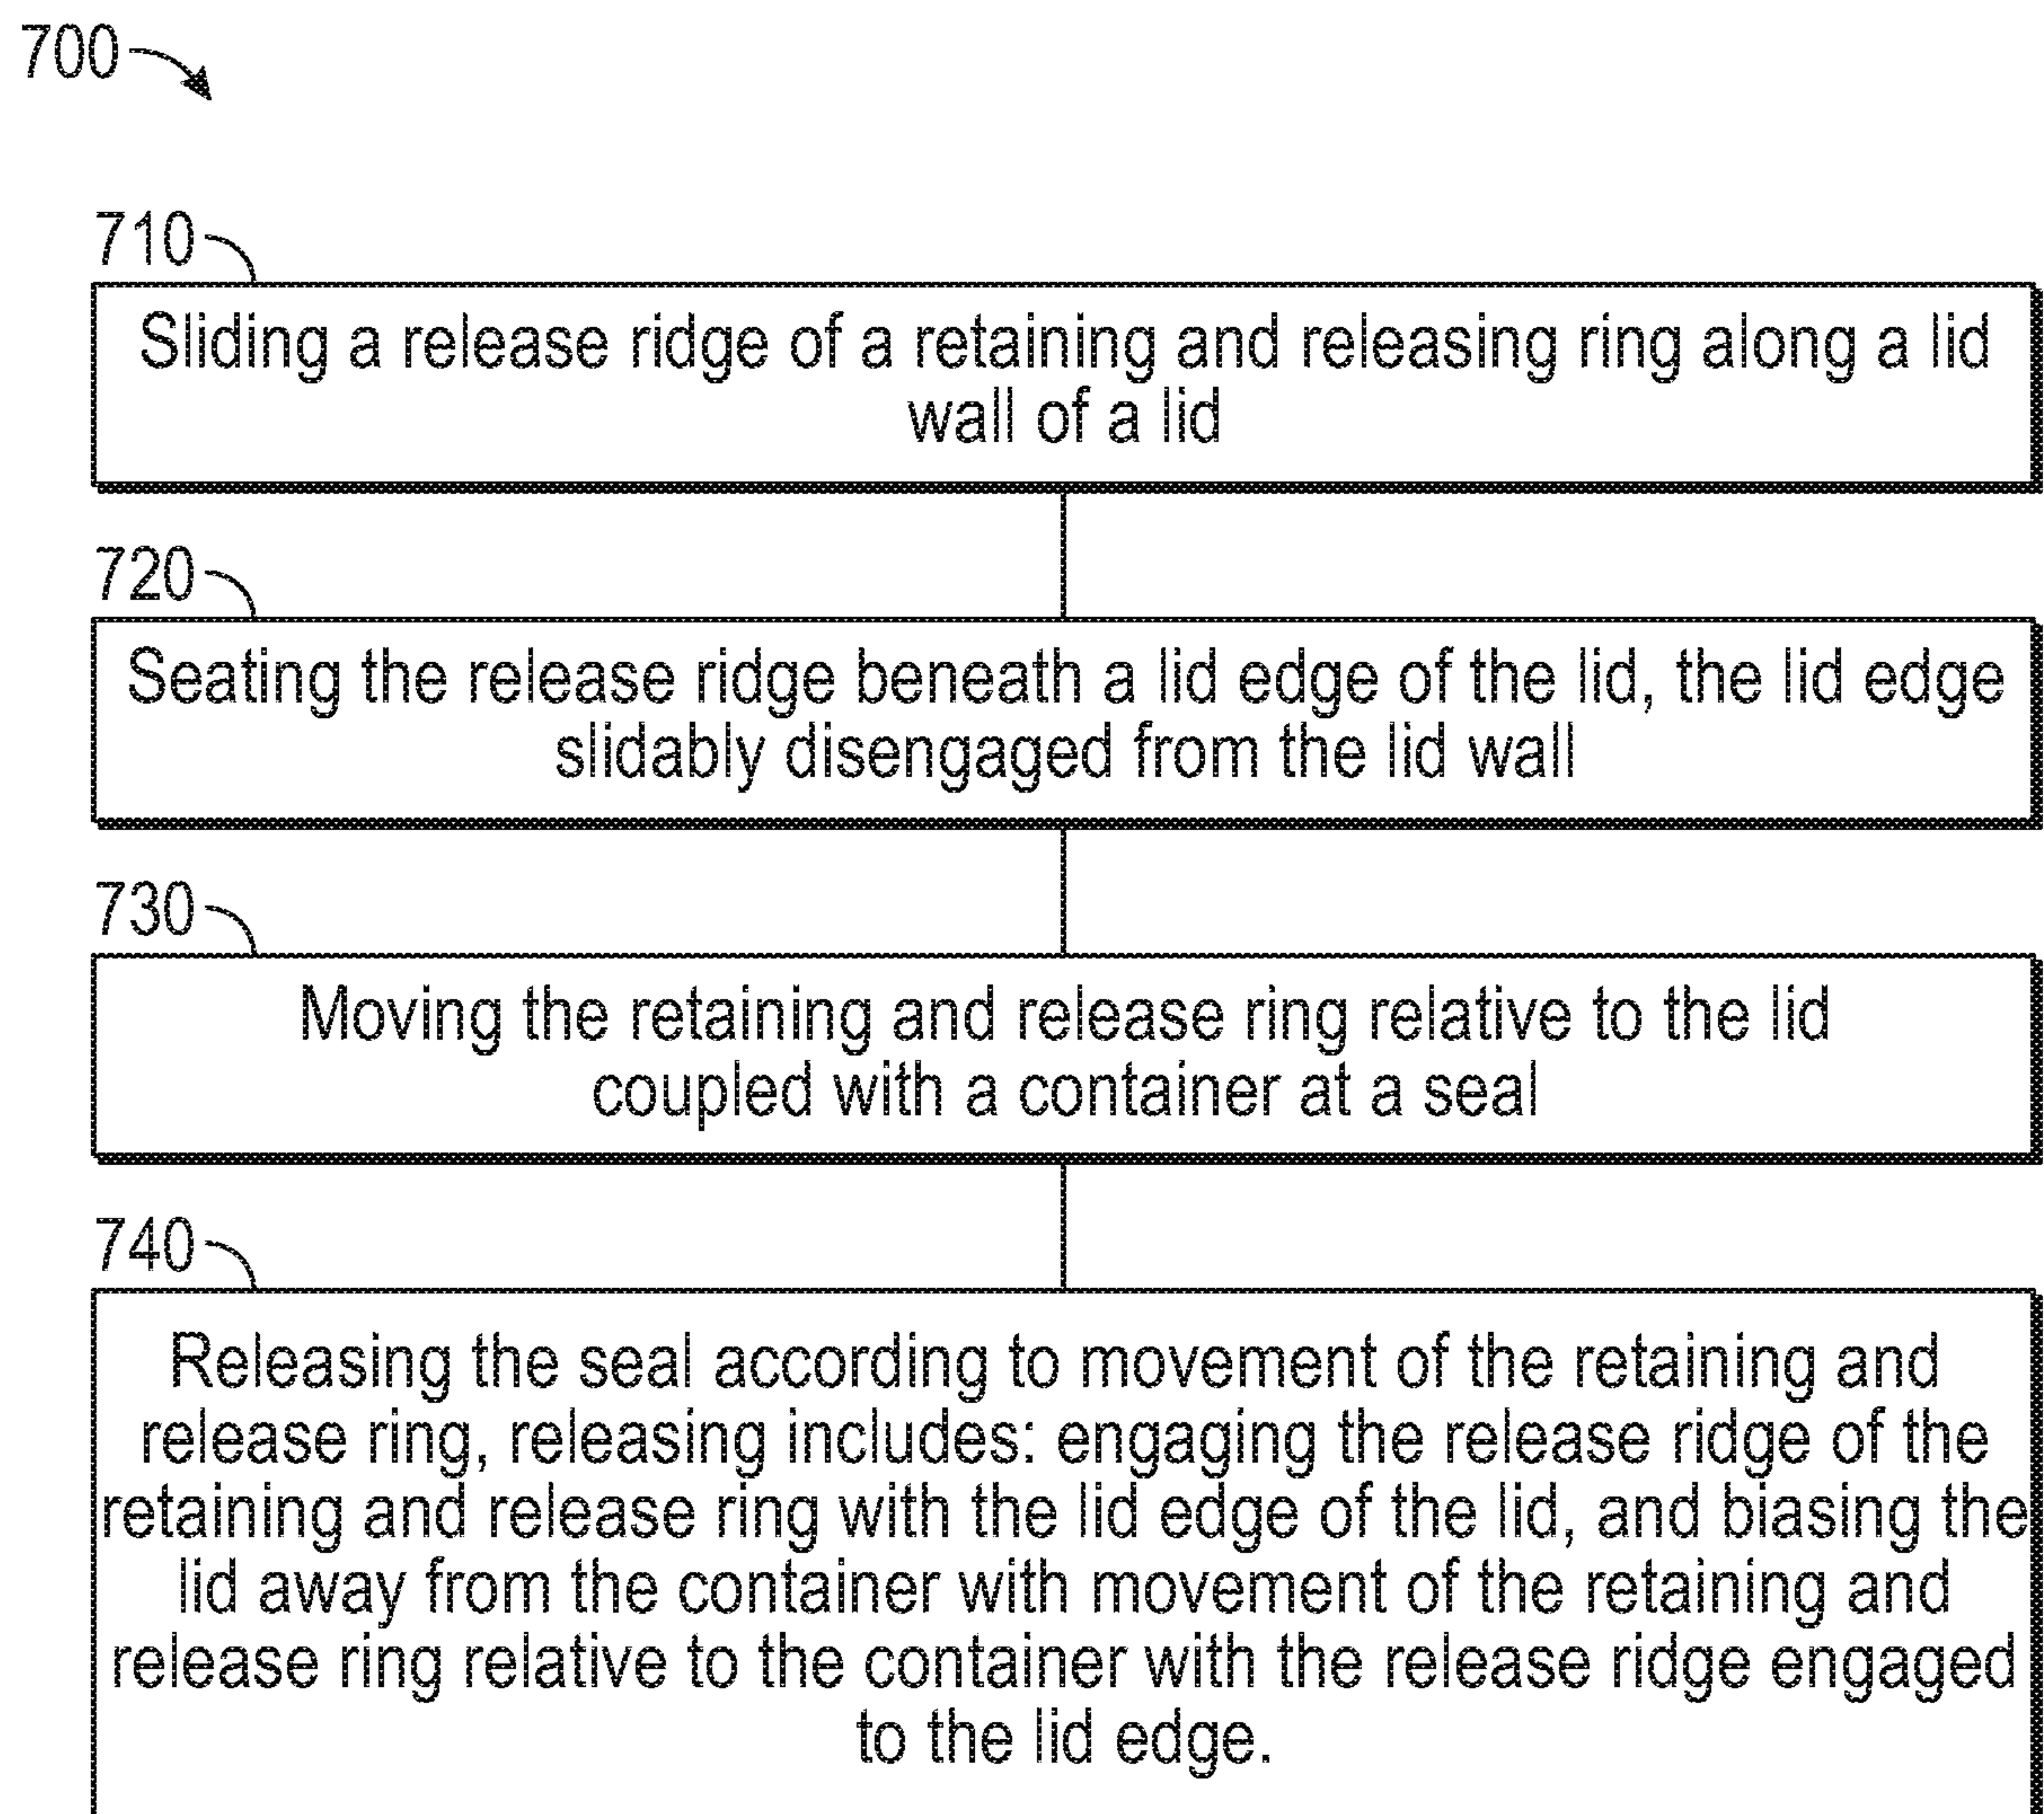 700
710
Sliding a release ridge of a retaining and releasing ring along a lid
wall of a lid
720
Seating the release ridge beneath a lid edge of the lid, the lid edge
slidably disengaged from the lid wall
730
Moving the retaining and release ring relative to the lid
coupled with a container at a seal
740
Releasing the seal according to movement of the retaining and
release ring, releasing includes: engaging the release ridge of the
retaining and release ring with the lid edge of the lid, and biasing the
lid away from the container with movement of the retaining and
release ring relative to the container with the release ridge engaged
to the lid edge.